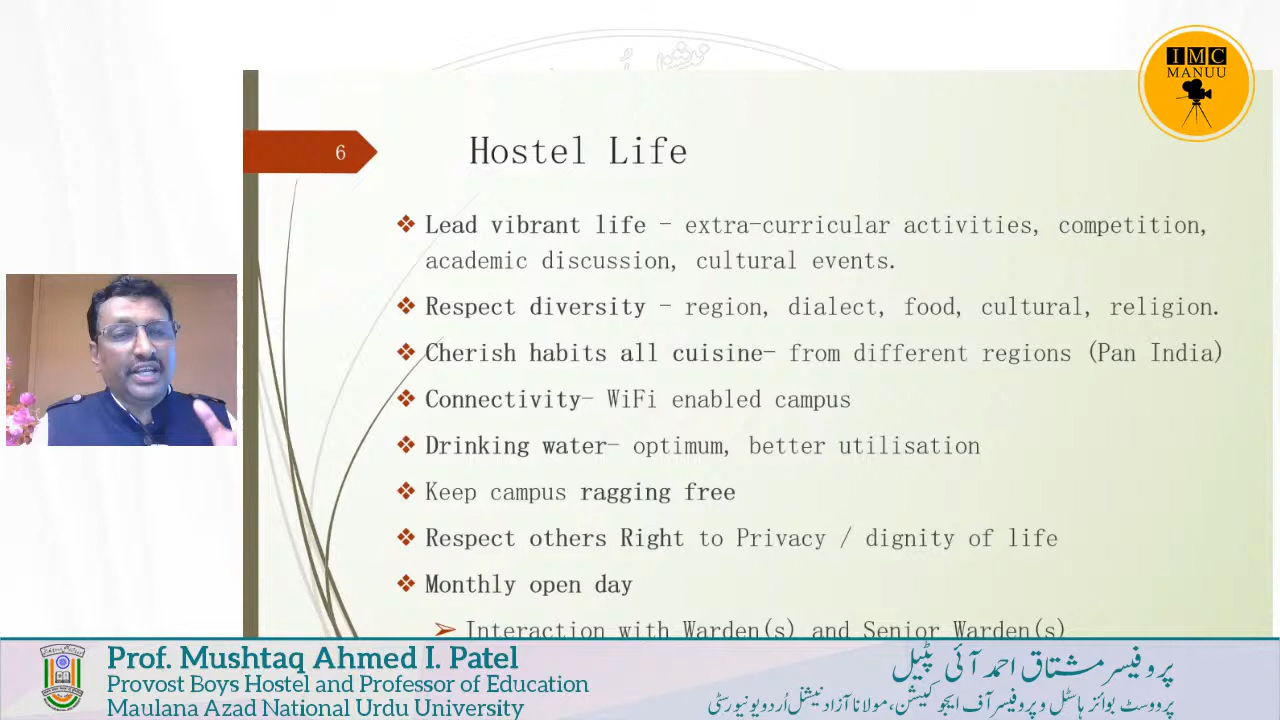 IMC
MANUU
6
Hostel Life
❖ Lead vibrant life - extra-curricular activities, competition,
academic discussion, cultural events.
❖ Respect diversity - region, dialect, food, cultural, religion.
❖ Cherish habits all cuisine- from different regions (Pan India)
❖ Connectivity- WiFi enabled campus
❖ Drinking water- optimum, better utilisation
❖ Keep campus ragging free
❖ Respect others Right to Privacy / dignity of life
❖ Monthly open day
➢ Interaction with Warden(s) and Senior Warden(s)
Prof. Mushtaq Ahmed I. Patel
Provost Boys Hostel and Professor of Education
Maulana Azad National Urdu University
پروفیسر مشتاق احمد آئی پٹیل
پرووسٹ بوائز ہاسٹل و پروفیسر آف ایجوکیشن، مولانا آزاد نیشنل اُردو یونیورسٹی